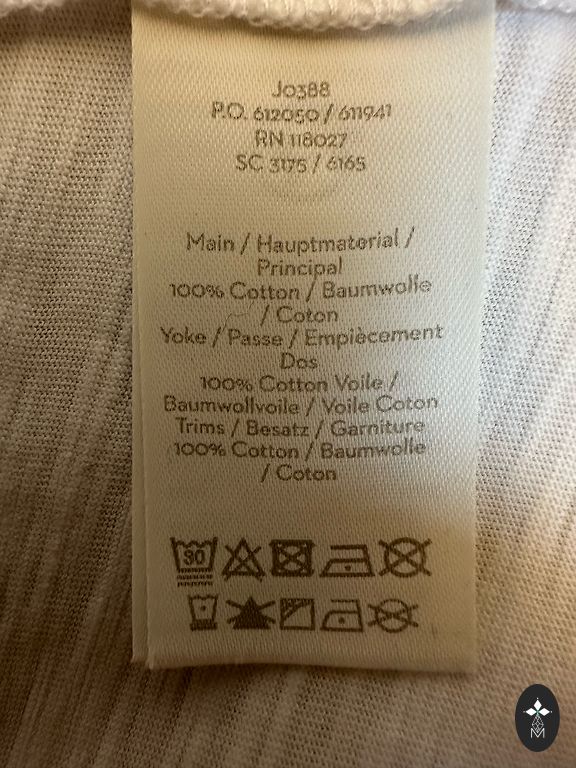 J0388
P.O. 612050 / 611941
RN 118027
SC 3175 / 6165
Main / Hauptmaterial /
Principal
100% Cotton / Baumwolle
/ Coton
Yoke / Passe / Empiècement
Dos
100% Cotton Voile /
Baumwollvoile / Voile Coton
Trims / Besatz / Garniture
100% Cotton / Baumwolle
/ Coton
30
M